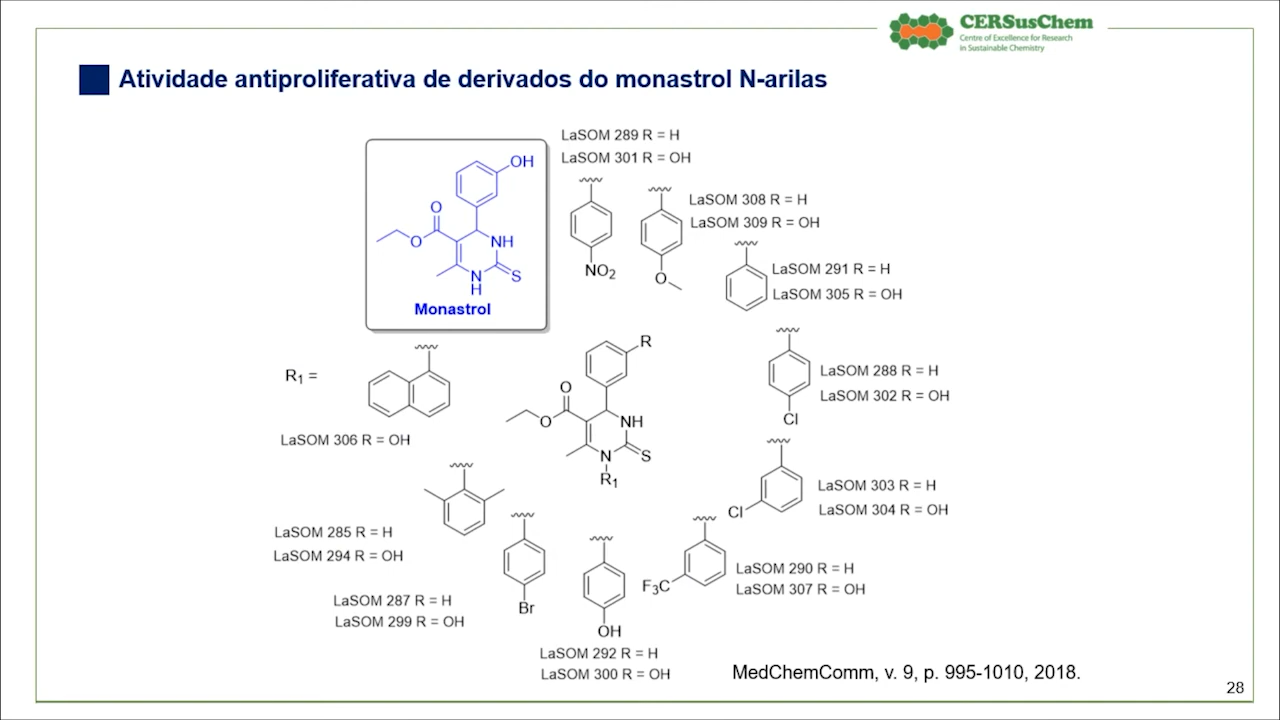 CERSusChem
Centre of Excellence for Research
in Sustainable Chemistry
Atividade antiproliferativa de derivados do monastrol N-arilas
LaSOM 289 R = H
LaSOM 301 R = OH
OH
O
O
NH
N
H
S
Monastrol
NO₂
LaSOM 308 R = H
LaSOM 309 R = OH
O
LaSOM 291 R = H
LaSOM 305 R = OH
R₁ =
LaSOM 306 R = OH
R
O
O
NH
N
S
R₁
LaSOM 288 R = H
LaSOM 302 R = OH
Cl
LaSOM 303 R = H
LaSOM 304 R = OH
Cl
LaSOM 285 R = H
LaSOM 294 R = OH
LaSOM 290 R = H
LaSOM 307 R = OH
F₃C
Br
LaSOM 287 R = H
LaSOM 299 R = OH
OH
LaSOM 292 R = H
LaSOM 300 R = OH
MedChemComm, v. 9, p. 995-1010, 2018.
28